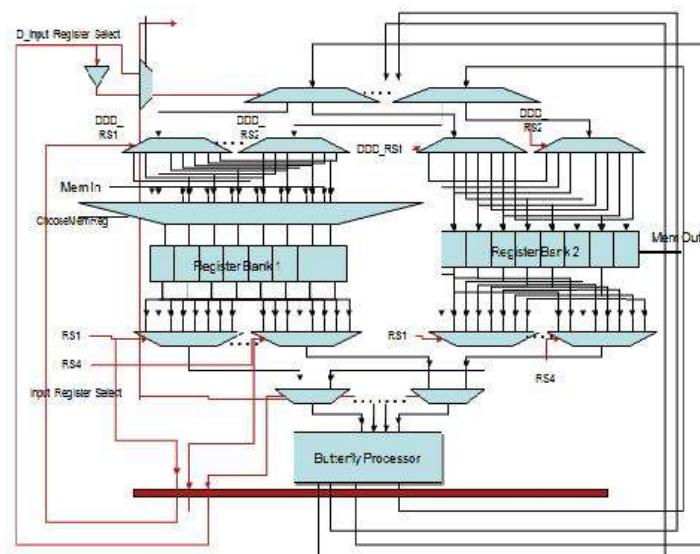 D_Input Register Select
DDD_
RS1
DDD_
RS2
DDD_RS1
DDD_
RS2
Mem In
ChooseMemReg
Mem Out
Register Bank 1
Register Bank 2
RS1
RS4
RS1
RS4
Input Register Select
Butterfly Processor